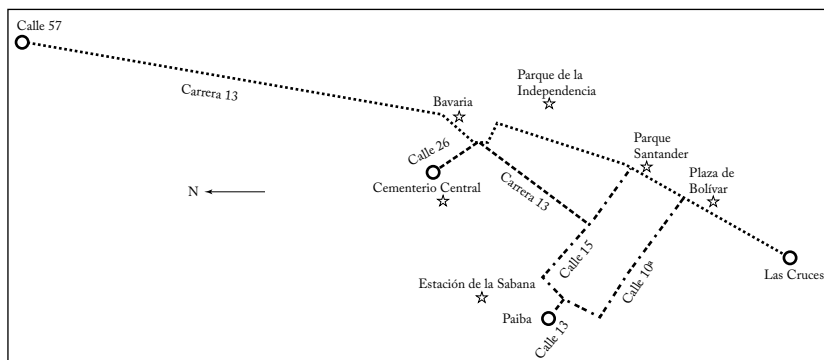 Calle 57
Carrera 13
Parque de la
Independencia
Bavaria
Calle 26
Parque
Santander
Plaza de
Bolívar
Cementerio Central
N
Carrera 13
Calle 15
Calle 10ª
Las Cruces
Estación de la Sabana
Paiba
Calle 13